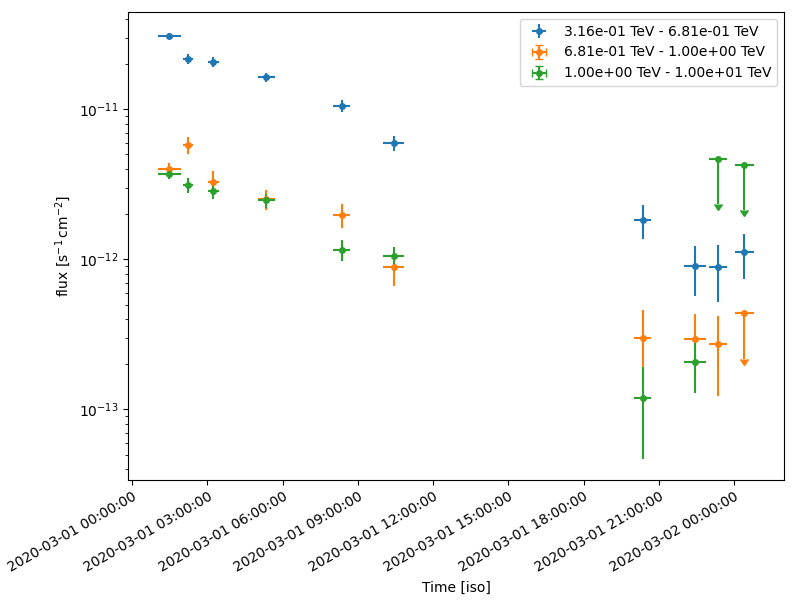 3.16e-01 TeV - 6.81e-01 TeV
6.81e-01 TeV - 1.00e+00 TeV
1.00e+00 TeV - 1.00e+01 TeV
flux [s⁻¹ cm⁻²]
10⁻¹¹
10⁻¹²
10⁻¹³
2020-03-01 00:00:00
2020-03-01 03:00:00
2020-03-01 06:00:00
2020-03-01 09:00:00
2020-03-01 12:00:00
2020-03-01 15:00:00
2020-03-01 18:00:00
2020-03-01 21:00:00
2020-03-02 00:00:00
Time [iso]